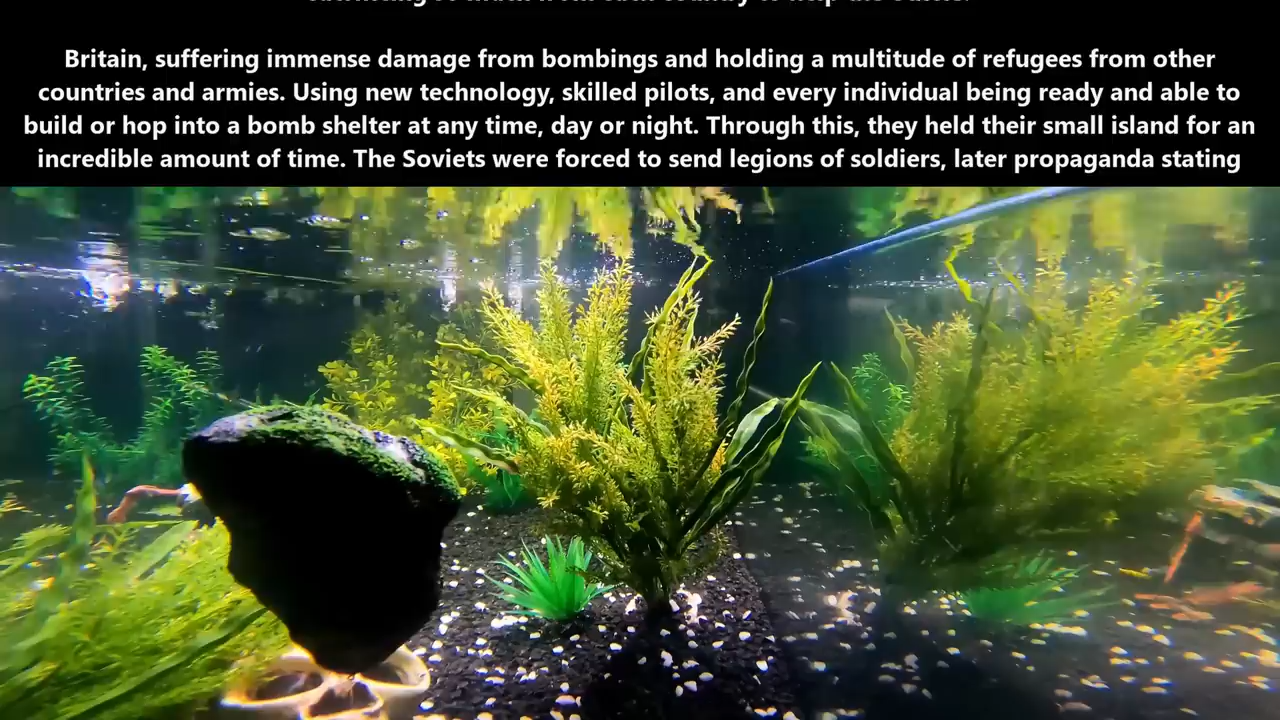 Britain, suffering immense damage from bombings and holding a multitude of refugees from other
countries and armies. Using new technology, skilled pilots, and every individual being ready and able to
build or hop into a bomb shelter at any time, day or night. Through this, they held their small island for an
incredible amount of time. The Soviets were forced to send legions of soldiers, later propaganda stating